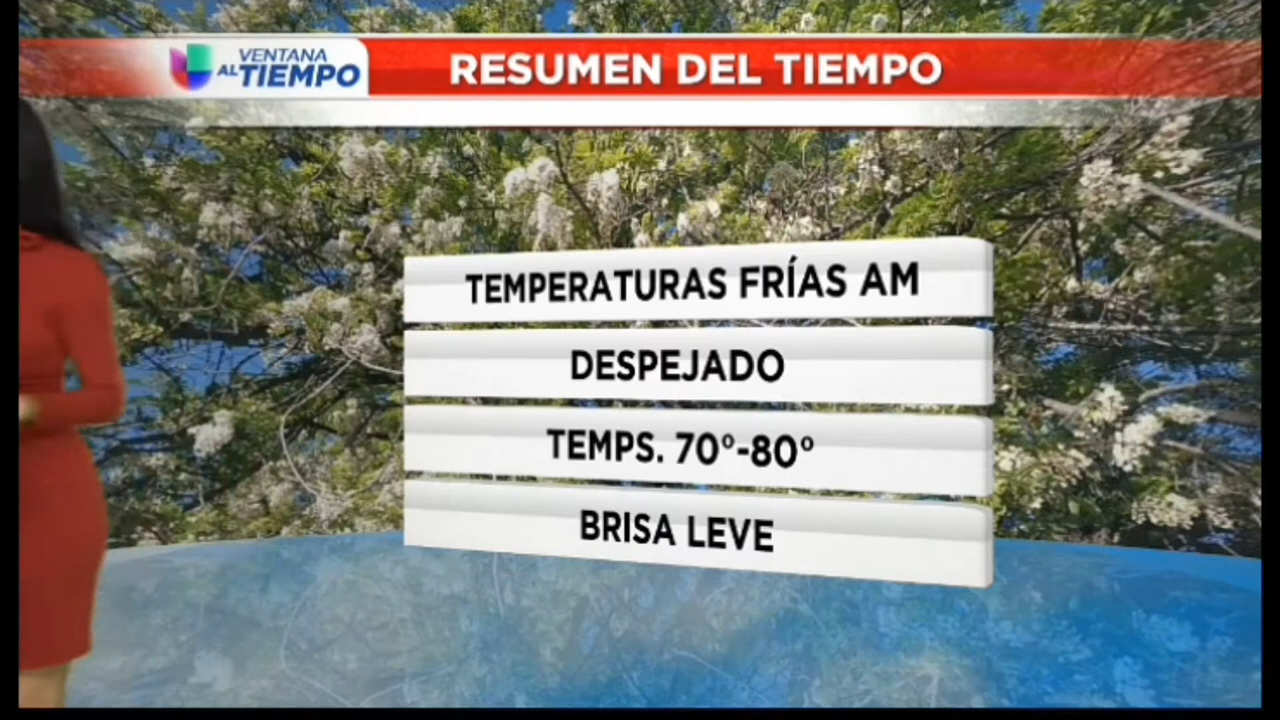 VENTANA
AL TIEMPO
RESUMEN DEL TIEMPO
TEMPERATURAS FRÍAS AM
DESPEJADO
TEMPS. 70°-80°
BRISA LEVE